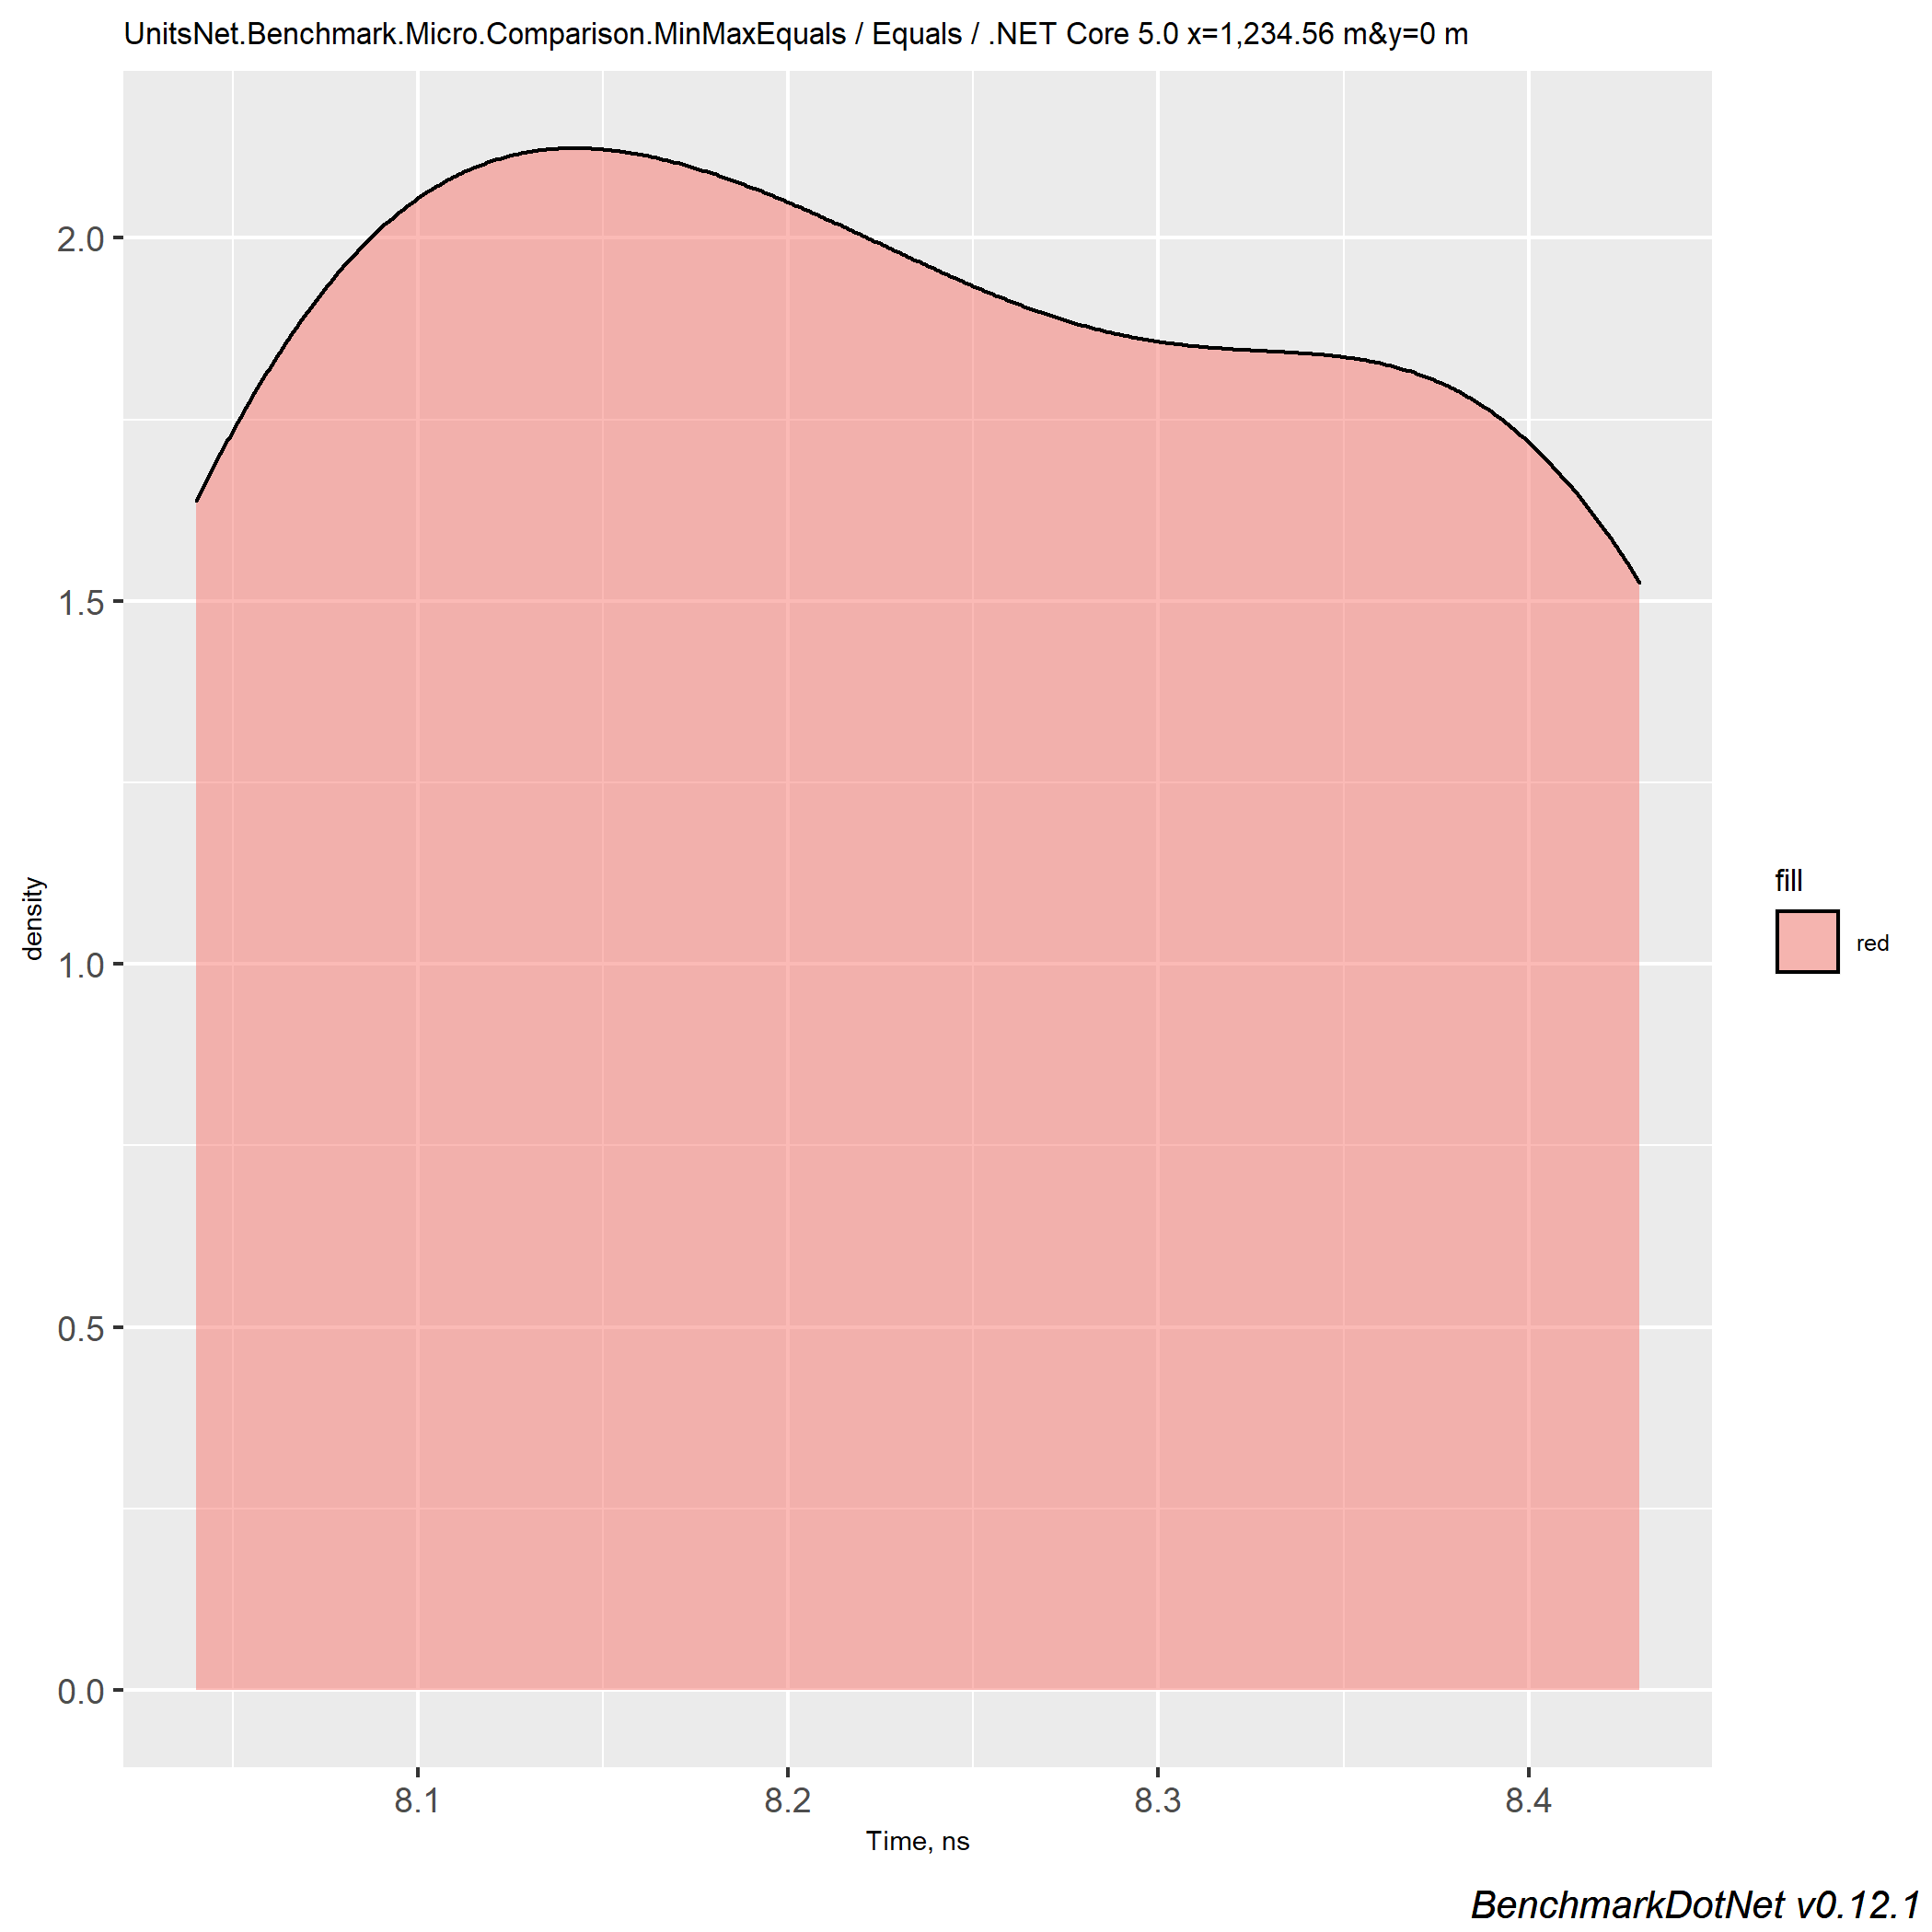 UnitsNet.Benchmark.Micro.Comparison.MinMaxEquals / Equals / .NET Core 5.0 x=1,234.56 m&y=0 m
density
2.0
1.5
1.0
0.5
0.0
8.1 8.2 8.3 8.4
Time, ns
fill
red
BenchmarkDotNet v0.12.1